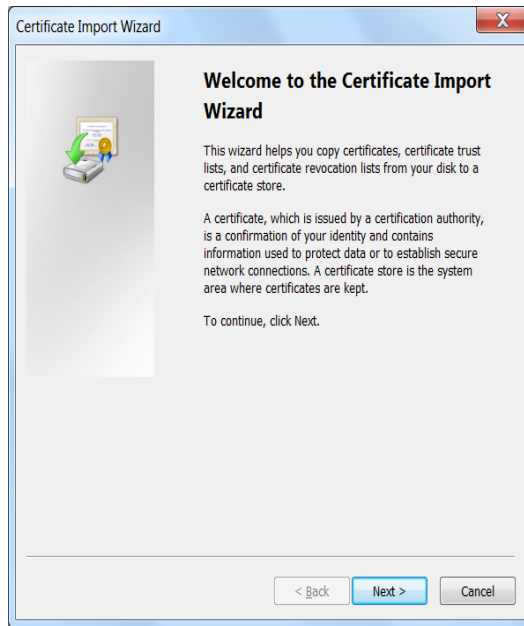 Certificate Import Wizard
X
Welcome to the Certificate Import
Wizard
This wizard helps you copy certificates, certificate trust
lists, and certificate revocation lists from your disk to a
certificate store.
A certificate, which is issued by a certification authority,
is a confirmation of your identity and contains
information used to protect data or to establish secure
network connections. A certificate store is the system
area where certificates are kept.
To continue, click Next.
< Back Next > Cancel